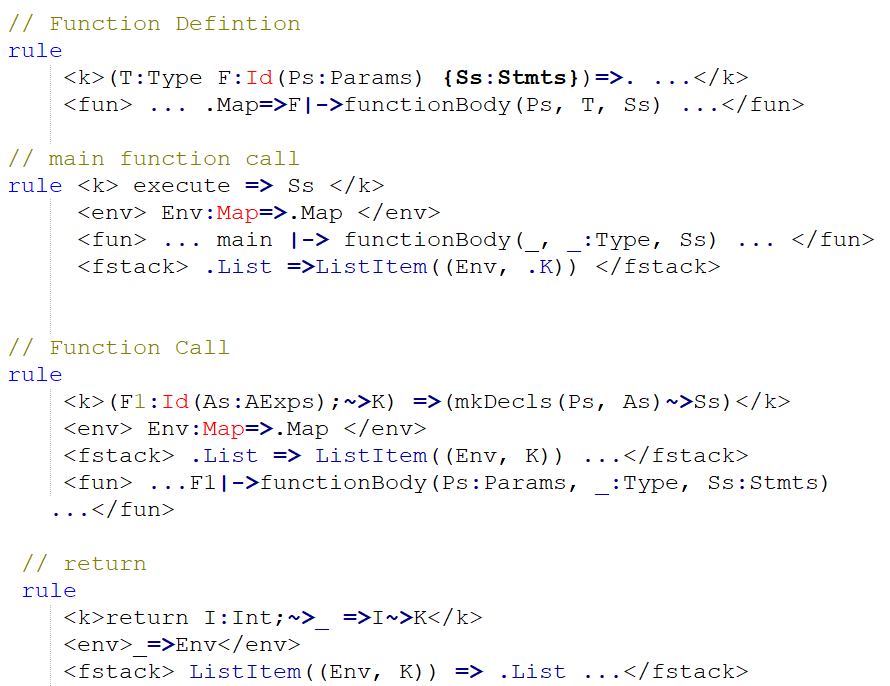 // Function Defintion
rule
<k>(T:Type F:Id(Ps:Params) {Ss:Stmts})=>. ...</k>
<fun> ... .Map=>F|->functionBody(Ps, T, Ss) ...</fun>
// main function call
rule <k> execute => Ss </k>
<env> Env:Map=>.Map </env>
<fun> ... main |-> functionBody(_, _:Type, Ss) ... </fun>
<fstack> .List =>ListItem((Env, .K)) </fstack>
// Function Call
rule
<k>(F1:Id(As:AExps);~>K) =>(mkDecls(Ps, As)~>Ss)</k>
<env> Env:Map=>.Map </env>
<fstack> .List => ListItem((Env, K)) ...</fstack>
<fun> ...F1|->functionBody(Ps:Params, _:Type, Ss:Stmts)
...</fun>
// return
rule
<k>return I:Int;~>_ =>I~>K</k>
<env>_=>Env</env>
<fstack> ListItem((Env, K)) => .List ...</fstack>